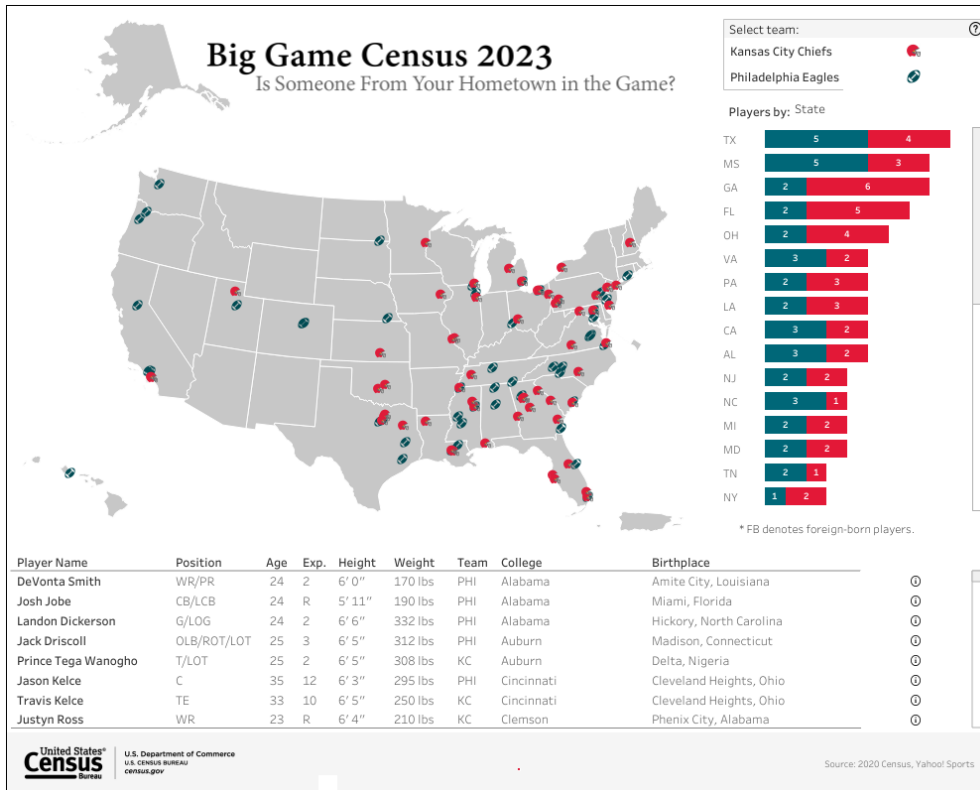 Big Game Census 2023
Is Someone From Your Hometown in the Game?
Select team:
Kansas City Chiefs
Philadelphia Eagles
Players by: State
TX 5 4
MS 5 3
GA 2 6
FL 2 5
OH 2 4
VA 3 2
PA 2 3
LA 2 3
CA 3 2
AL 3 2
NJ 2 2
NC 3 1
MI 2 2
MD 2 2
TN 2 1
NY 1 2
* FB denotes foreign-born players.
Player Name Position Age Exp. Height Weight Team College Birthplace
DeVonta Smith WR/PR 24 2 6' 0" 170 lbs PHI Alabama Amite City, Louisiana
Josh Jobe CB/LCB 24 R 5' 11" 190 lbs PHI Alabama Miami, Florida
Landon Dickerson G/LOG 24 2 6' 6" 332 lbs PHI Alabama Hickory, North Carolina
Jack Driscoll OLB/ROT/LOT 25 3 6' 5" 312 lbs PHI Auburn Madison, Connecticut
Prince Tega Wanogho T/LOT 25 2 6' 5" 308 lbs KC Auburn Delta, Nigeria
Jason Kelce C 35 12 6' 3" 295 lbs PHI Cincinnati Cleveland Heights, Ohio
Travis Kelce TE 33 10 6' 5" 250 lbs KC Cincinnati Cleveland Heights, Ohio
Justyn Ross WR 23 R 6' 4" 210 lbs KC Clemson Phenix City, Alabama
United States®
Census
Bureau
U.S. Department of Commerce
U.S. CENSUS BUREAU
census.gov
Source: 2020 Census, Yahoo! Sports